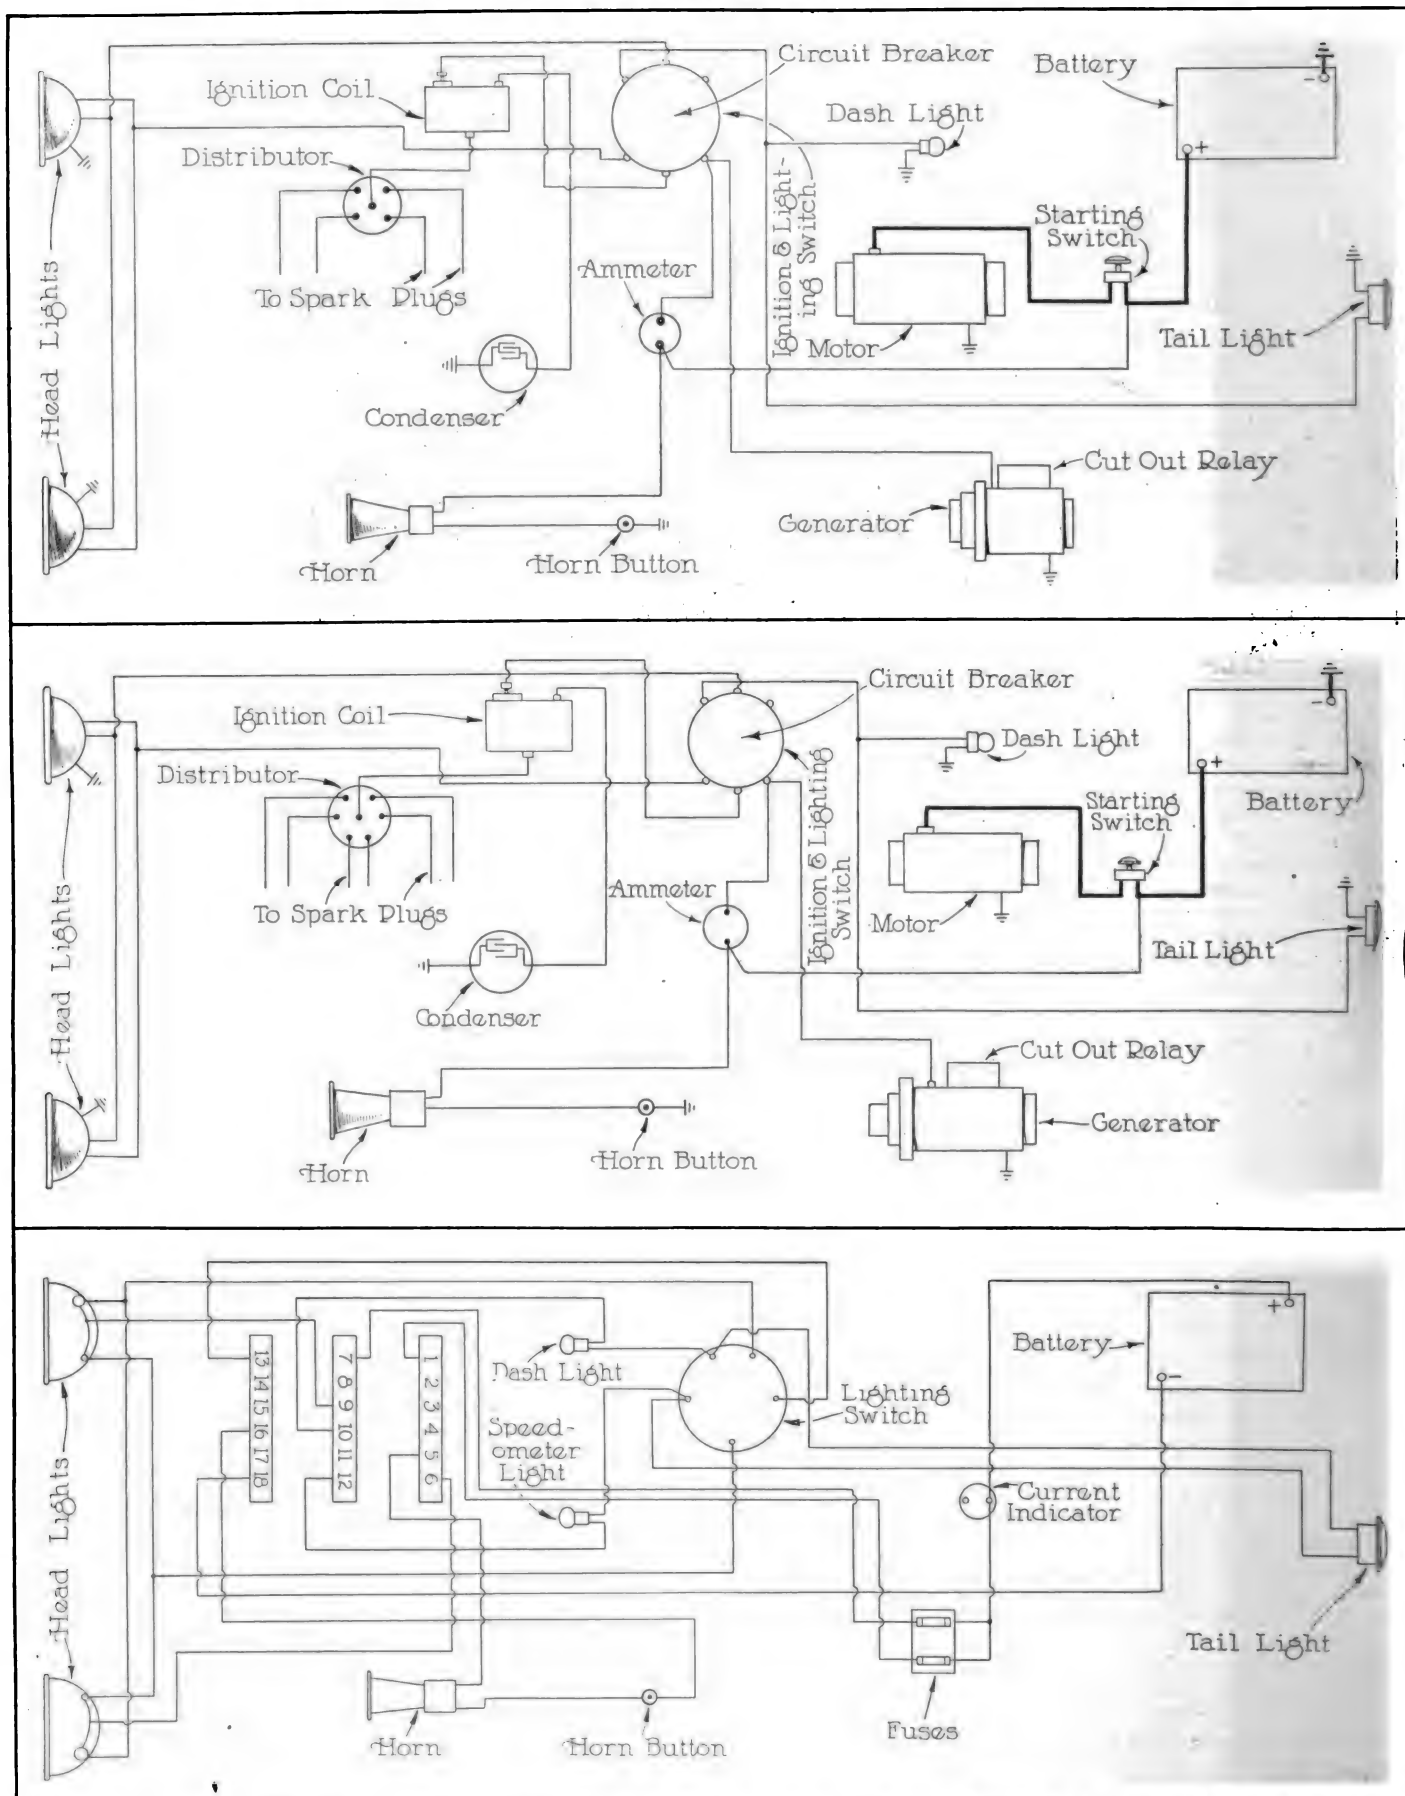 Ignition Coil
Circuit Breaker
Battery
-
Dash Light
+
Distributor
Ignition & Light-
ing Switch
Starting
Switch
Head Lights
To Spark Plugs
Ammeter
Motor
Tail Light
Condenser
Cut Out Relay
Generator
Horn
Horn Button
Circuit Breaker
Ignition Coil
-
Dash Light
+
Battery
Distributor
Starting
Switch
Ignition & Lighting
Switch
Head Lights
To Spark Plugs
Ammeter
Motor
Tail Light
Condenser
Cut Out Relay
Generator
Horn
Horn Button
+
Battery
-
13 14 15 16 17 18
7 8 9 10 11 12
1 2 3 4 5 6
Dash Light
Lighting
Switch
Speed-
ometer
Light
Head Lights
Current
Indicator
Tail Light
Fuses
Horn
Horn Button